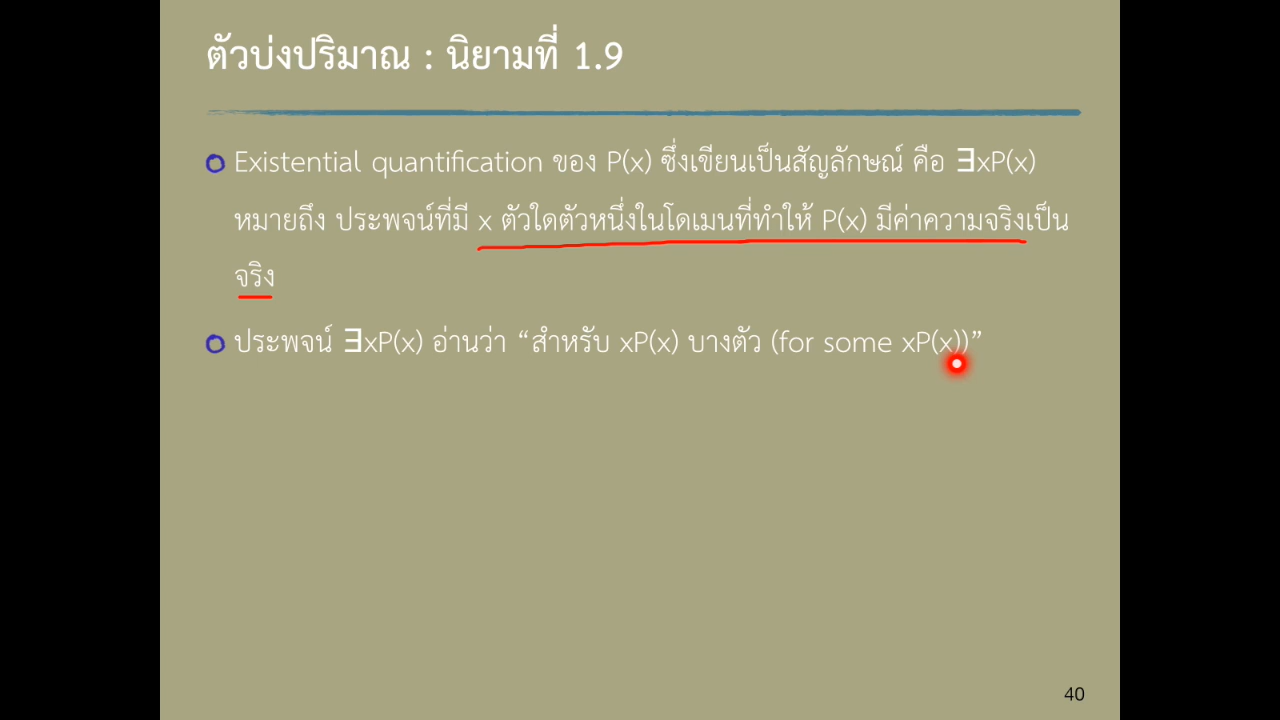 ตัวบ่งปริมาณ : นิยามที่ 1.9
Existential quantification ของ P(x) ซึ่งเขียนเป็นสัญลักษณ์ คือ ∃xP(x)
หมายถึง ประพจน์ที่มี x ตัวใดตัวหนึ่งในโดเมนที่ทำให้ P(x) มีค่าความจริงเป็น
จริง
ประพจน์ ∃xP(x) อ่านว่า “สำหรับ xP(x) บางตัว (for some xP(x))”
40